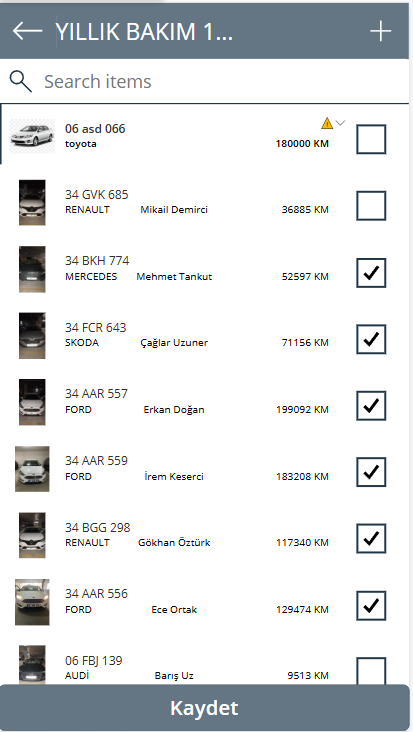 YILLIK BAKIM 1...
Search items
06 asd 066
toyota 180000 KM
34 GVK 685
RENAULT Mikail Demirci 36885 KM
34 BKH 774
MERCEDES Mehmet Tankut 52597 KM
34 FCR 643
SKODA Çağlar Uzuner 71156 KM
34 AAR 557
FORD Erkan Doğan 199092 KM
34 AAR 559
FORD İrem Keserci 183208 KM
34 BGG 298
RENAULT Gökhan Öztürk 117340 KM
34 AAR 556
FORD Ece Ortak 129474 KM
06 FBJ 139
AUDİ Barış Uz 9513 KM
Kaydet